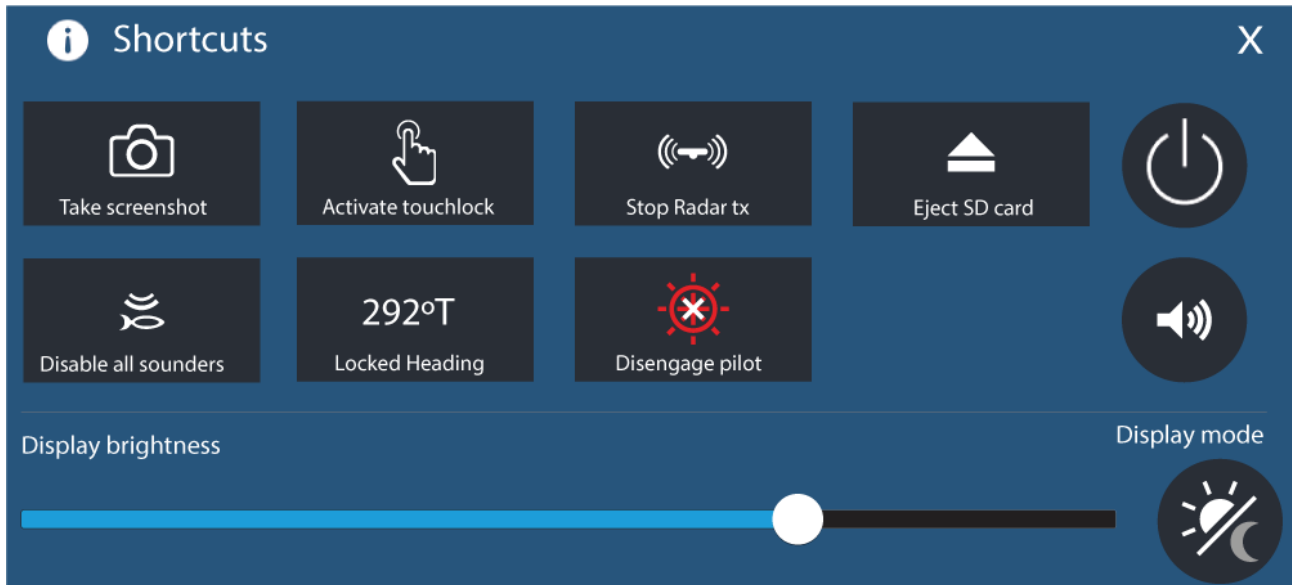 Shortcuts
X
Take screenshot
Activate touchlock
Stop Radar tx
Eject SD card
Disable all sounders
292ºT
Locked Heading
Disengage pilot
Display brightness
Display mode